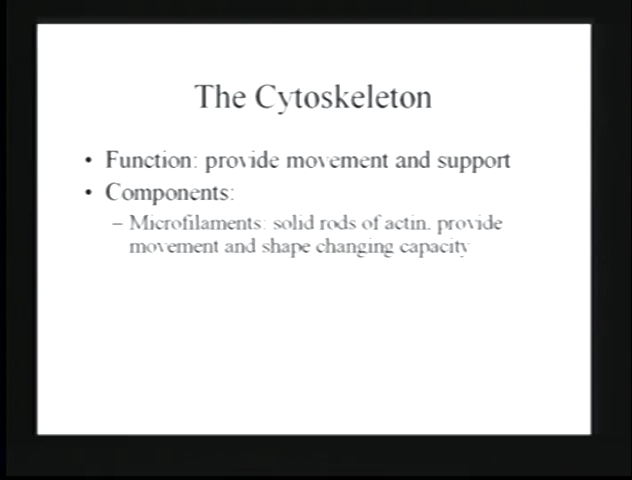 The Cytoskeleton
• Function: provide movement and support
• Components:
– Microfilaments: solid rods of actin. provide
movement and shape changing capacity